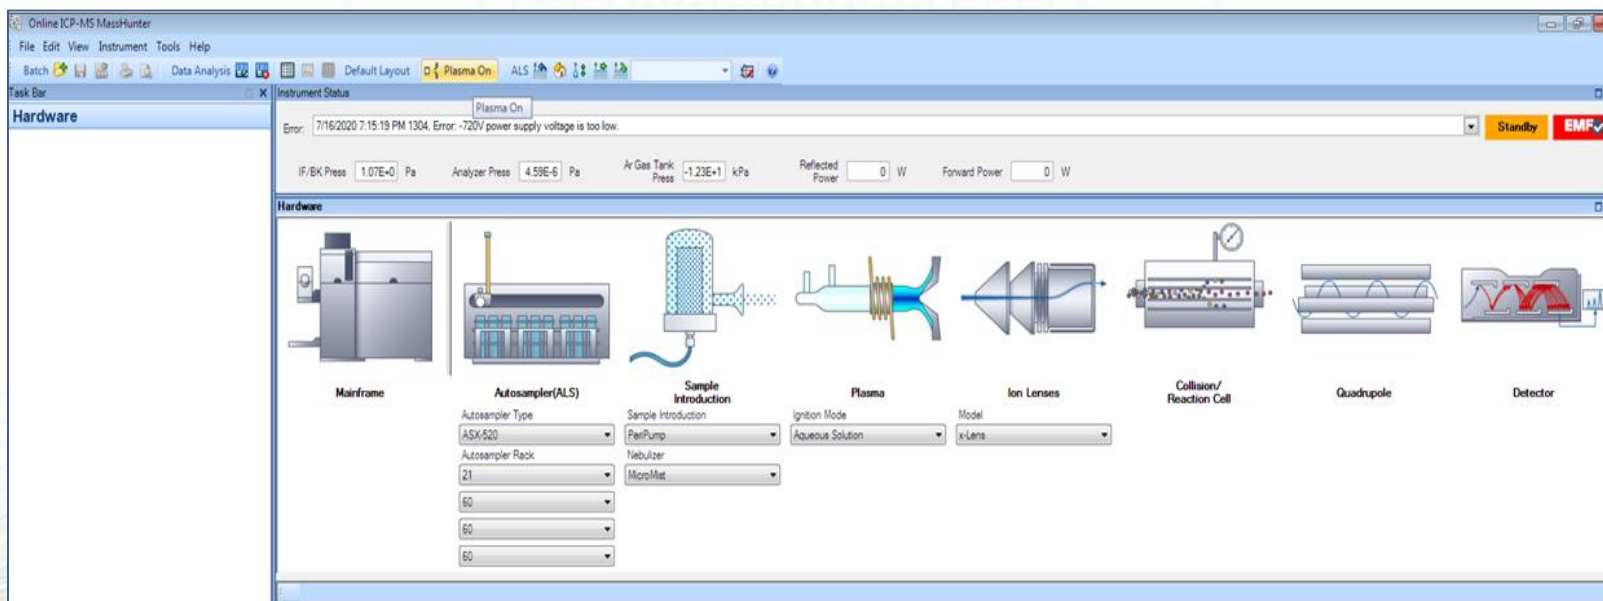 Online ICP-MS MassHunter
File Edit View Instrument Tools Help
Batch Data Analysis Default Layout Plasma On ALS
Task Bar
Instrument Status
Plasma On
Hardware
Error: 7/16/2020 7:15:19 PM 1304, Error: -720V power supply voltage is too low.
Standby
EMF
IF/BK Press 1.07E+0 Pa
Analyzer Press 4.59E-6 Pa
Ar Gas Tank
Press -1.23E+1 kPa
Reflected
Power 0 W
Forward Power 0 W
Hardware
Mainframe
Autosampler(ALS)
Sample
Introduction
Plasma
Ion Lenses
Collision/
Reaction Cell
Quadrupole
Detector
Autosampler Type
ASX-520
Autosampler Rack
21
60
60
60
Sample Introduction
PeriPump
Nebulizer
MicroMist
Ignition Mode
Aqueous Solution
Model
x-Lens